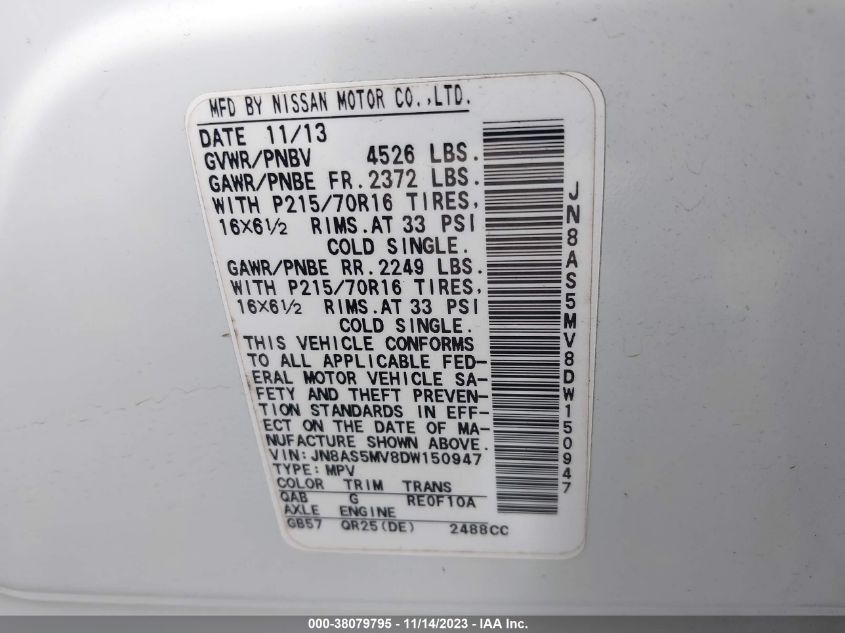 MFD BY NISSAN MOTOR CO.,LTD.
DATE 11/13
GVWR/PNBV 4526 LBS.
GAWR/PNBE FR.2372 LBS.
WITH P215/70R16 TIRES,
16X6½ RIMS.AT 33 PSI
COLD SINGLE.
GAWR/PNBE RR.2249 LBS.
WITH P215/70R16 TIRES,
16X6½ RIMS.AT 33 PSI
COLD SINGLE.
THIS VEHICLE CONFORMS
TO ALL APPLICABLE FED-
ERAL MOTOR VEHICLE SA-
FETY AND THEFT PREVEN-
TION STANDARDS IN EFF-
ECT ON THE DATE OF MA-
NUFACTURE SHOWN ABOVE.
VIN: JN8AS5MV8DW150947
TYPE: MPV
COLOR TRIM TRANS
QAB G RE0F10A
AXLE ENGINE
GB57 QR25(DE) 2488CC
JN8AS5MV8DW150947
000-38079795 - 11/14/2023 - IAA Inc.